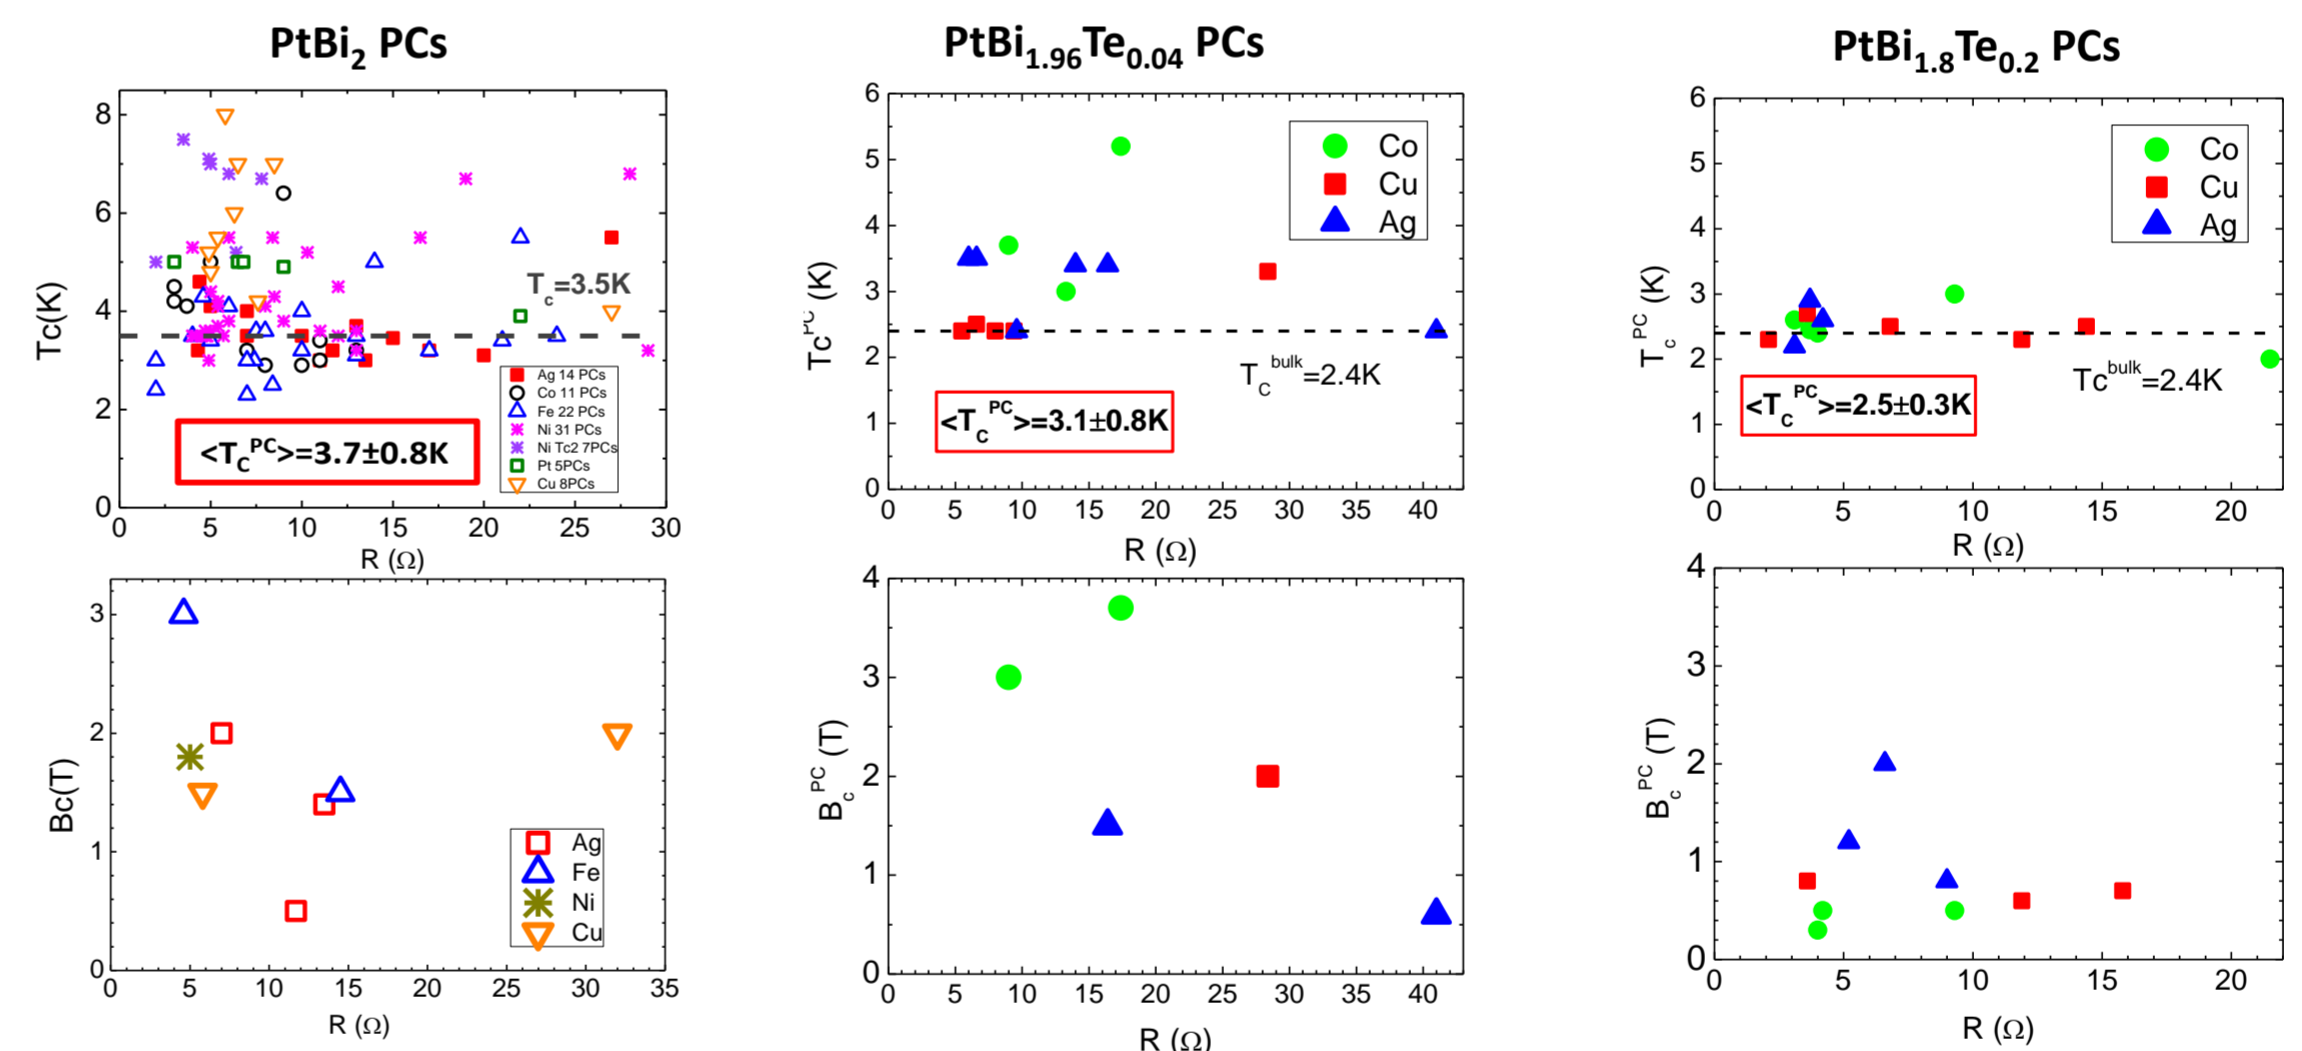 PtBi2 PCs
PtBi1.96Te0.04 PCs
PtBi1.8Te0.2 PCs
8
6
4
2
0
Tc(K)
Tc=3.5K
<TCPC>=3.7±0.8K
Ag 14 PCs
Co 11 PCs
Fe 22 PCs
Ni 31 PCs
Ni Tc2 7PCs
Pt 5PCs
Cu 8PCs
0 5 10 15 20 25 30
R (Ω)
6
5
4
3
2
1
0
TcPC (K)
Co
Cu
Ag
TCbulk=2.4K
<TCPC>=3.1±0.8K
0 5 10 15 20 25 30 35 40
R (Ω)
6
5
4
3
2
1
0
TcPC (K)
Co
Cu
Ag
Tcbulk=2.4K
<TCPC>=2.5±0.3K
0 5 10 15 20
R (Ω)
3
2
1
0
Bc(T)
Ag
Fe
Ni
Cu
0 5 10 15 20 25 30 35
R (Ω)
4
3
2
1
0
BcPC (T)
0 5 10 15 20 25 30 35 40
R (Ω)
4
3
2
1
0
BcPC (T)
0 5 10 15 20
R (Ω)